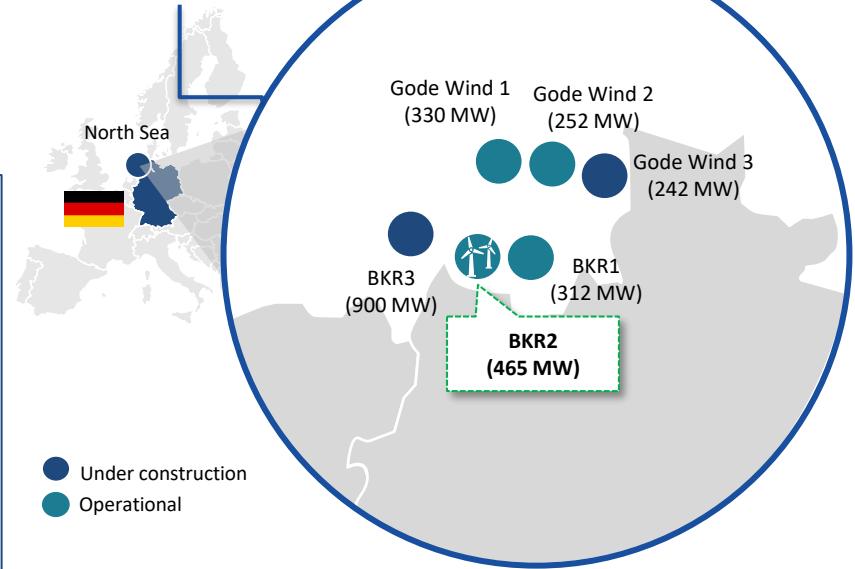 North Sea
Gode Wind 1
(330 MW)
Gode Wind 2
(252 MW)
Gode Wind 3
(242 MW)
BKR3
(900 MW)
BKR1
(312 MW)
BKR2
(465 MW)
Under construction
Operational